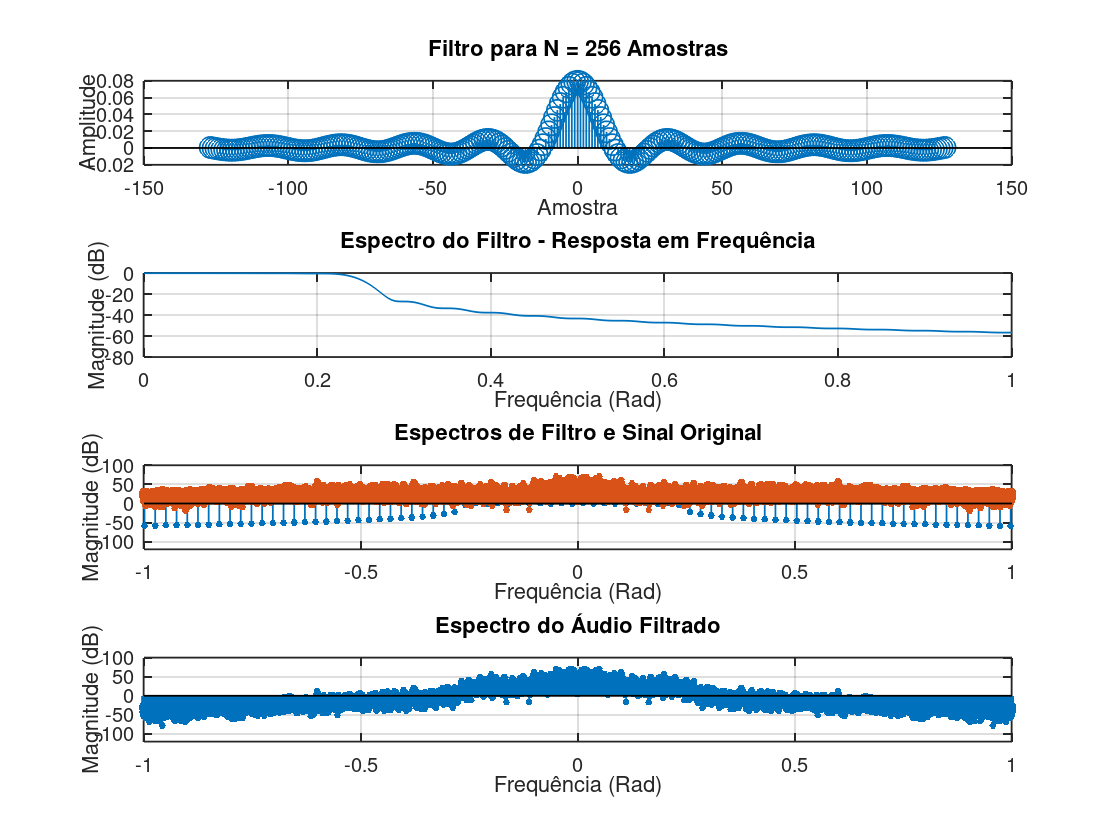 Filtro para N = 256 Amostras
Amplitude
0.08
0.06
0.04
0.02
0
-0.02
-150 -100 -50 0 50 100 150
Amostra
Espectro do Filtro - Resposta em Frequência
Magnitude (dB)
0
-20
-40
-60
-80
0 0.2 0.4 0.6 0.8 1
Frequência (Rad)
Espectros de Filtro e Sinal Original
Magnitude (dB)
100
50
0
-50
-100
-1 -0.5 0 0.5 1
Frequência (Rad)
Espectro do Áudio Filtrado
Magnitude (dB)
100
50
0
-50
-100
-1 -0.5 0 0.5 1
Frequência (Rad)